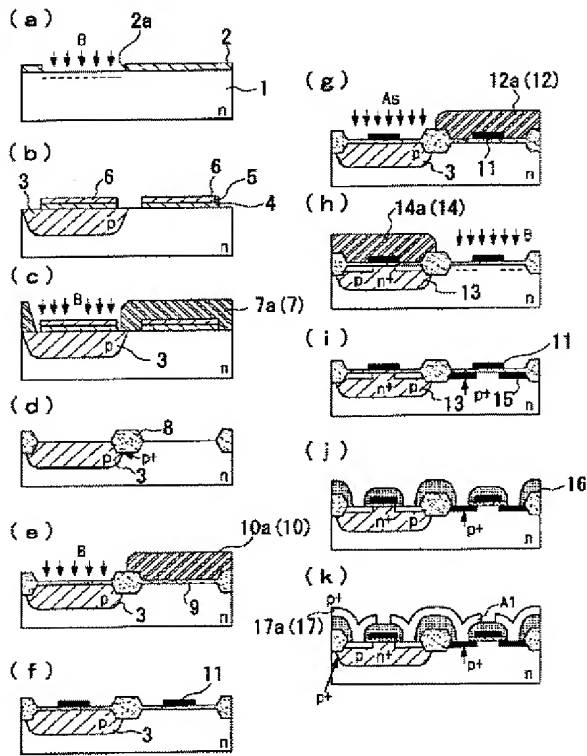 (a)
B
2a
2
1
n
(b)
3
6
6
5
4
p
n
(c)
B
7a(7)
p
3
n
(d)
8
p
p+
3
n
(e)
B
10a(10)
p
3
9
n
(f)
11
p
3
n
(g)
As
12a(12)
p
3
11
n
(h)
14a(14)
B
p
n+
13
n
(i)
11
n+
p
13
p+
15
n
(j)
16
n+
p
p+
n
(k)
p+
17a(17)
Al
p
n+
p
p+
n
p+